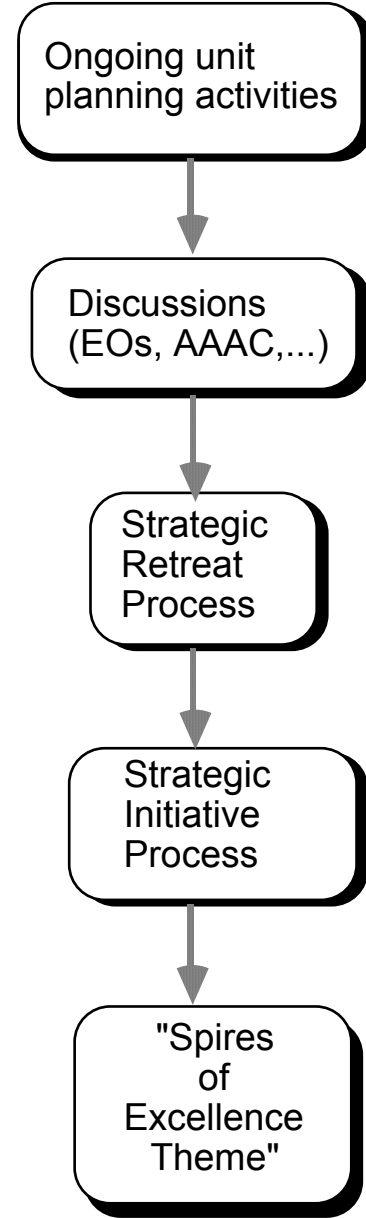 Ongoing unit
planning activities
Discussions
(EOs, AAAC,...)
Strategic
Retreat
Process
Strategic
Initiative
Process
"Spires
of
Excellence
Theme"